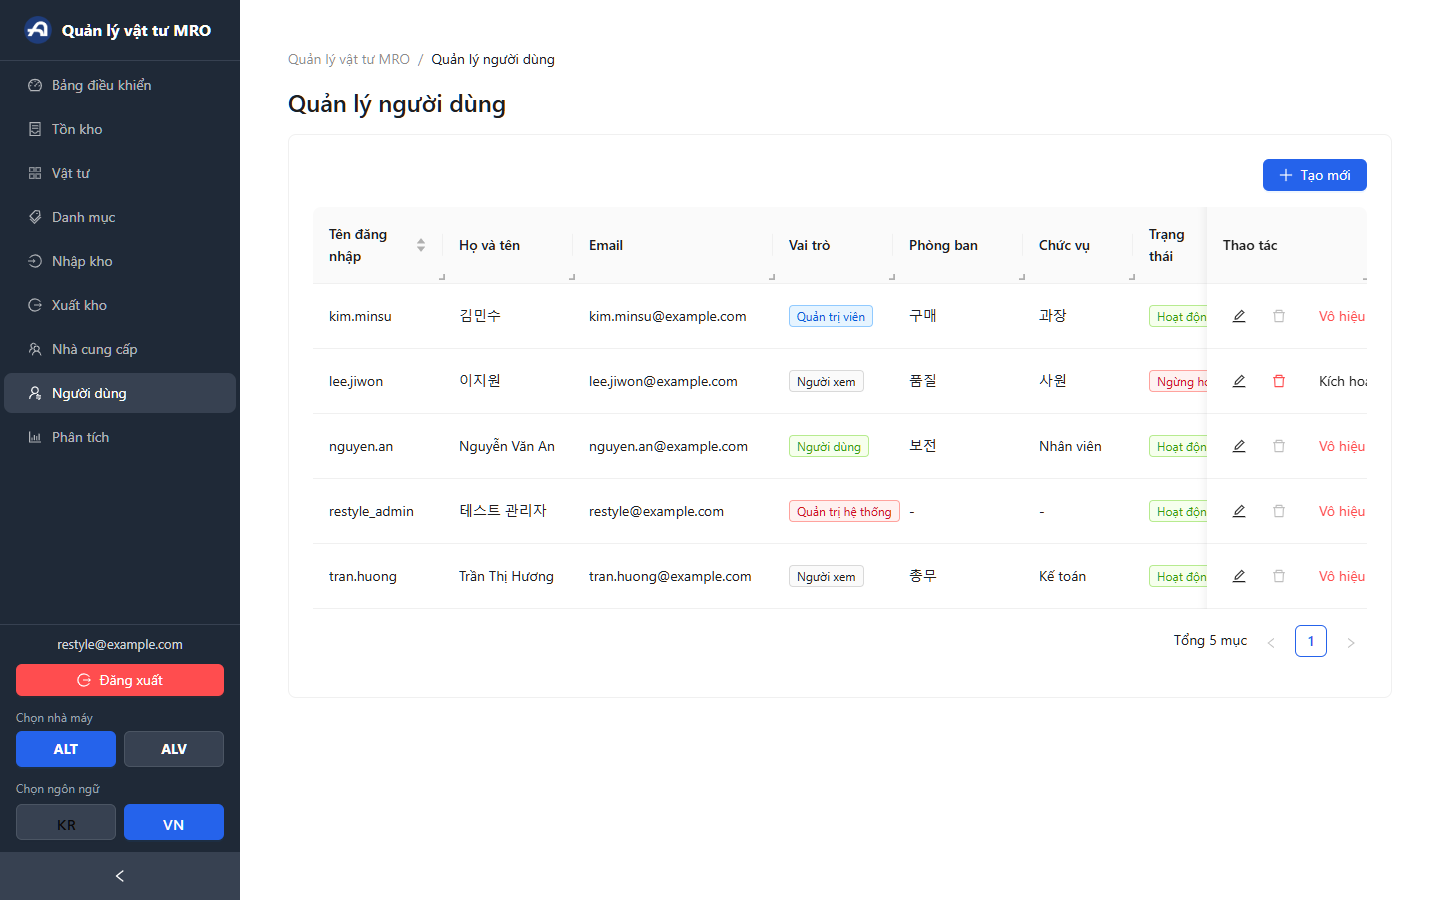 Quản lý vật tư MRO
Bảng điều khiển
Tồn kho
Vật tư
Danh mục
Nhập kho
Xuất kho
Nhà cung cấp
Người dùng
Phân tích
restyle@example.com
Đăng xuất
Chọn nhà máy
ALT ALV
Chọn ngôn ngữ
KR VN
Quản lý vật tư MRO / Quản lý người dùng
Quản lý người dùng
Tạo mới
Tên đăng nhập Họ và tên Email Vai trò Phòng ban Chức vụ Trạng thái Thao tác
kim.minsu 김민수 kim.minsu@example.com Quản trị viên 구매 과장 Hoạt độn Vô hiệu
lee.jiwon 이지원 lee.jiwon@example.com Người xem 품질 사원 Ngừng Kích
nguyen.an Nguyễn Văn An nguyen.an@example.com Người dùng 보전 Nhân viên Hoạt độn Vô hiệu
restyle_admin 테스트 관리자 restyle@example.com Quản trị hệ thống - - Hoạt độn Vô hiệu
tran.huong Trần Thị Hương tran.huong@example.com Người xem 총무 Kế toán Hoạt độn Vô hiệu
Tổng 5 mục 1